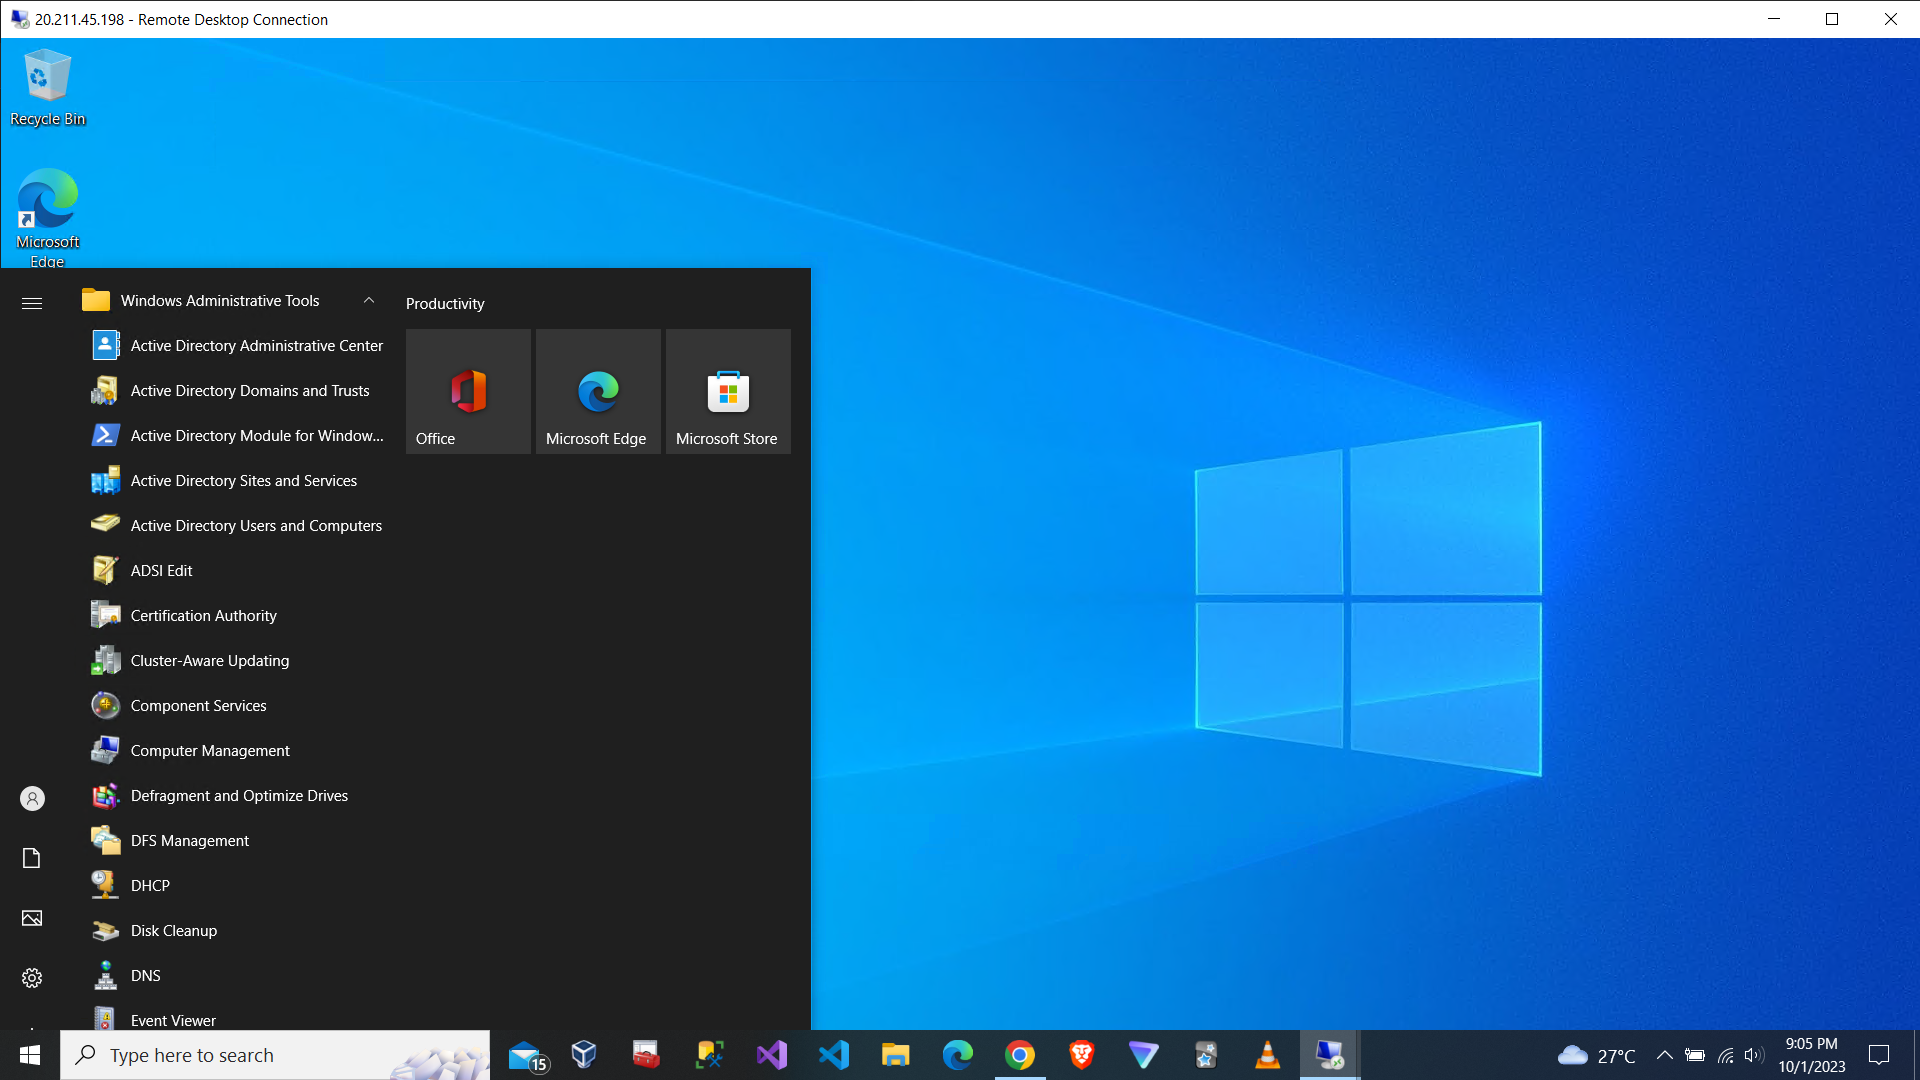 20.211.45.198 - Remote Desktop Connection
Recycle Bin
Microsoft
Edge
Windows Administrative Tools
Productivity
Active Directory Administrative Center
Active Directory Domains and Trusts
Active Directory Module for Window...
Active Directory Sites and Services
Active Directory Users and Computers
ADSI Edit
Certification Authority
Cluster-Aware Updating
Component Services
Computer Management
Defragment and Optimize Drives
DFS Management
DHCP
Disk Cleanup
DNS
Event Viewer
Office
Microsoft Edge
Microsoft Store
Type here to search
15
27°C
9:05 PM
10/1/2023